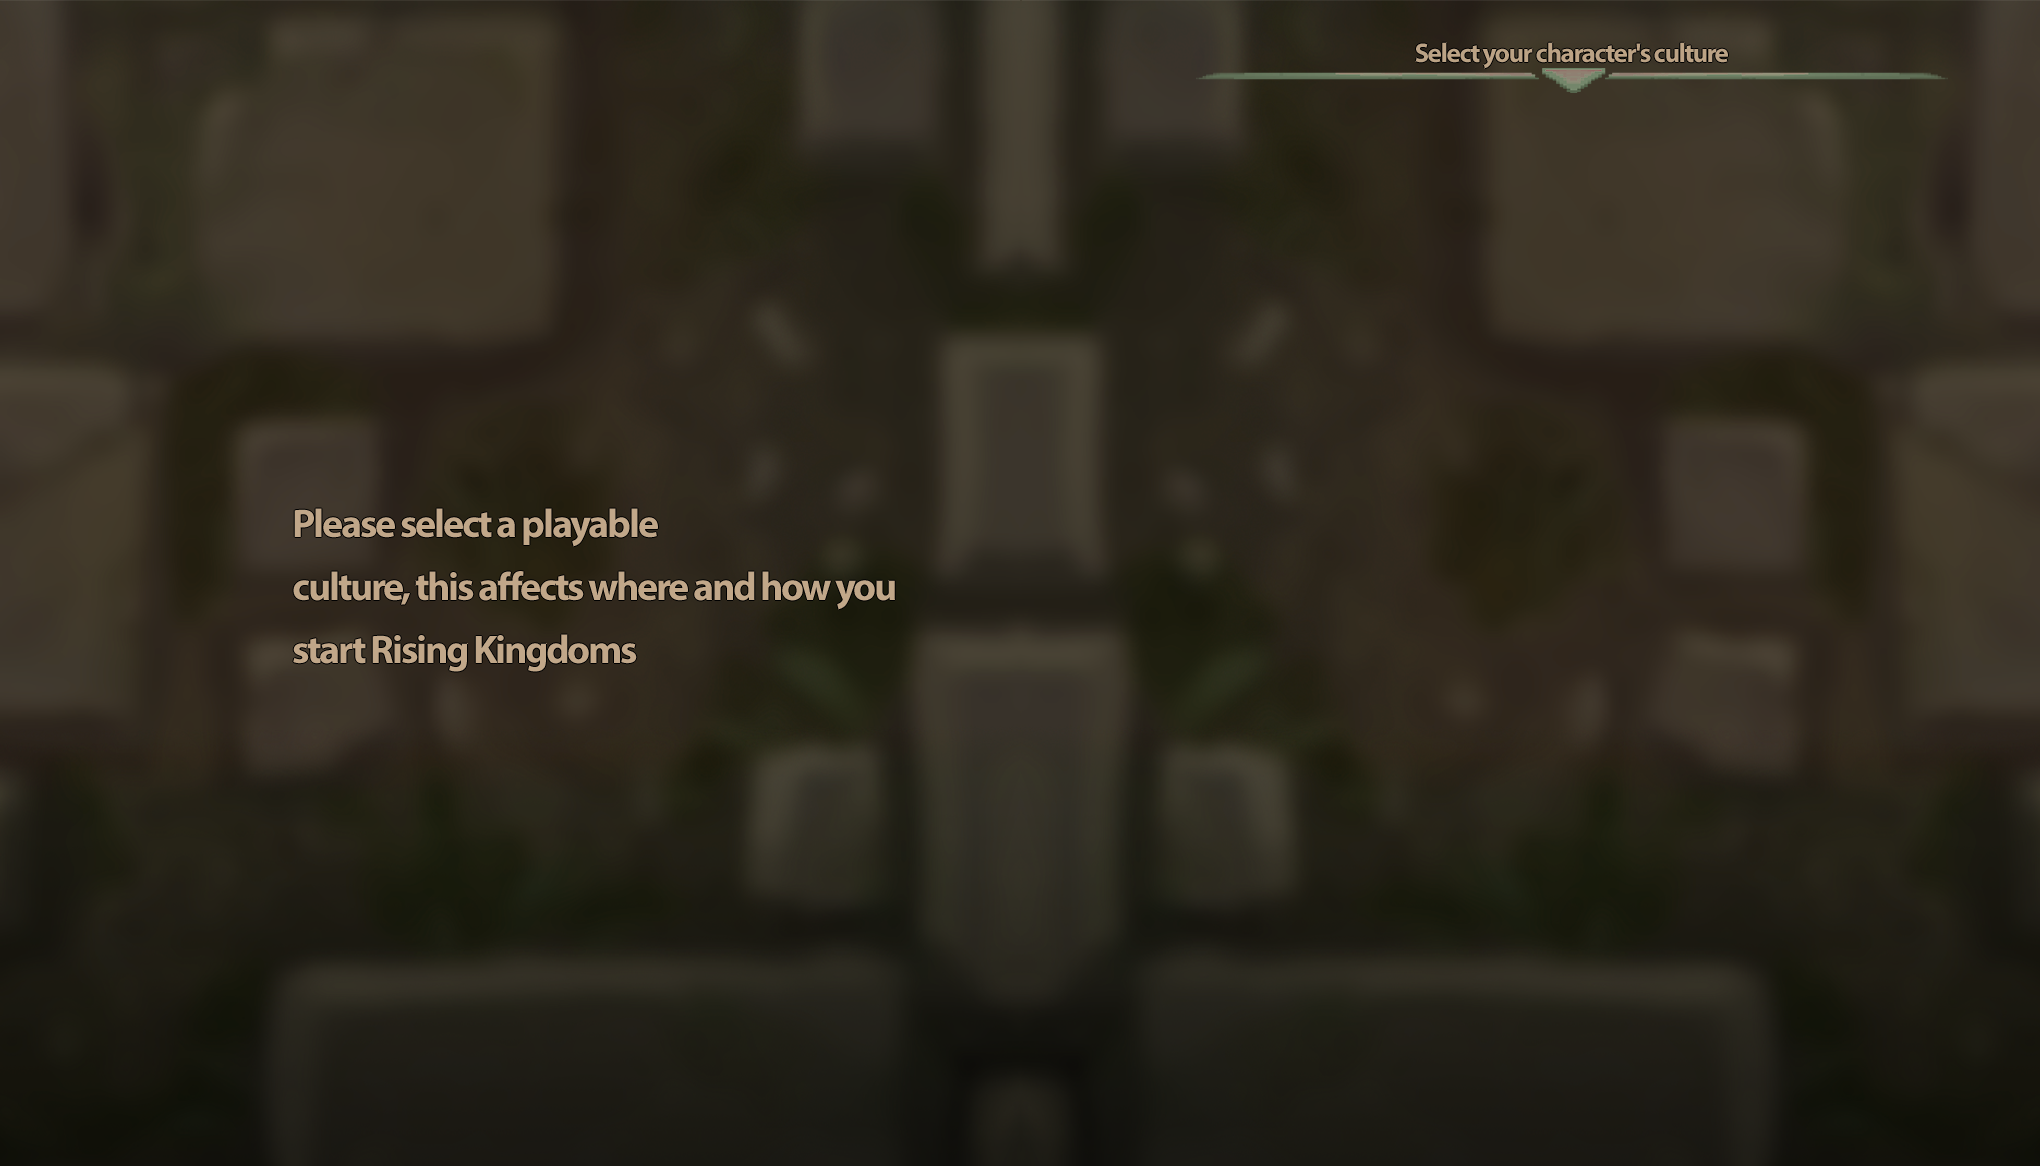 Select your character's culture
Please select a playable
culture, this affects where and how you
start Rising Kingdoms